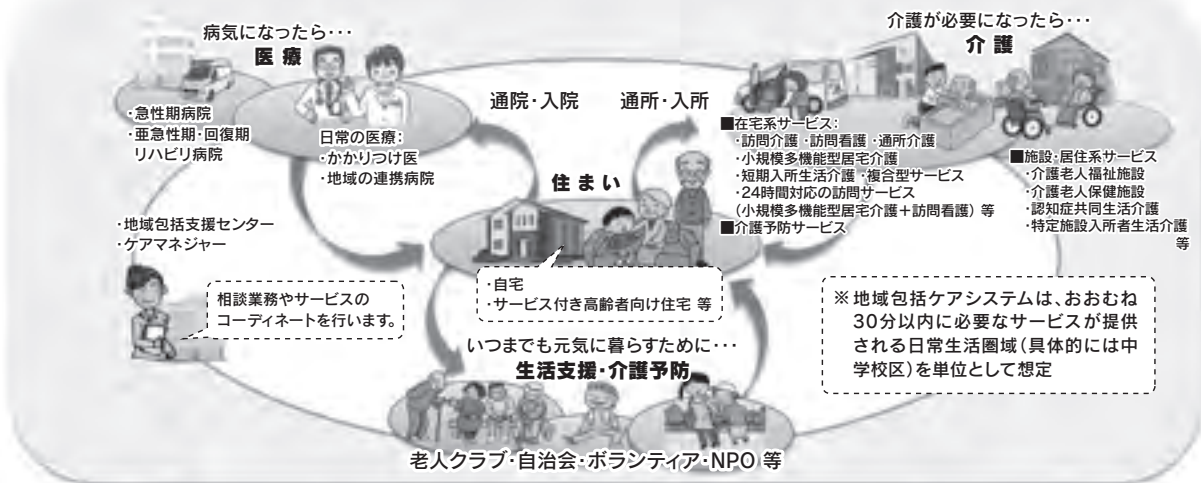 病気になったら･･･
医療
･急性期病院
･亜急性期･回復期
リハビリ病院
日常の医療:
･かかりつけ医
･地域の連携病院
通院･入院
通所･入所
介護が必要になったら･･･
介護
■在宅系サービス:
･訪問介護 ･訪問看護 ･通所介護
･小規模多機能型居宅介護
･短期入所生活介護 ･複合型サービス
･24時間対応の訪問サービス
(小規模多機能型居宅介護＋訪問看護) 等
■介護予防サービス
■施設･居住系サービス
･介護老人福祉施設
･介護老人保健施設
･認知症共同生活介護
･特定施設入所者生活介護
等
住まい
･自宅
･サービス付き高齢者向け住宅 等
･地域包括支援センター
･ケアマネジャー
相談業務やサービスの
コーディネートを行います。
いつまでも元気に暮らすために･･･
生活支援･介護予防
老人クラブ･自治会･ボランティア･NPO 等
※地域包括ケアシステムは、おおむね
30分以内に必要なサービスが提供
される日常生活圏域(具体的には中
学校区)を単位として想定